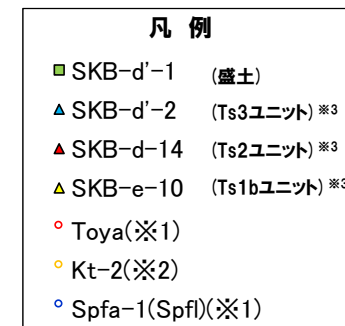 凡 例
SKB-d'-1 (盛土)
SKB-d'-2 (Ts3ユニット)※3
SKB-d-14 (Ts2ユニット)※3
SKB-e-10 (Ts1bユニット)※3
Toya(※1)
Kt-2(※2)
Spfa-1(Spfl)(※1)